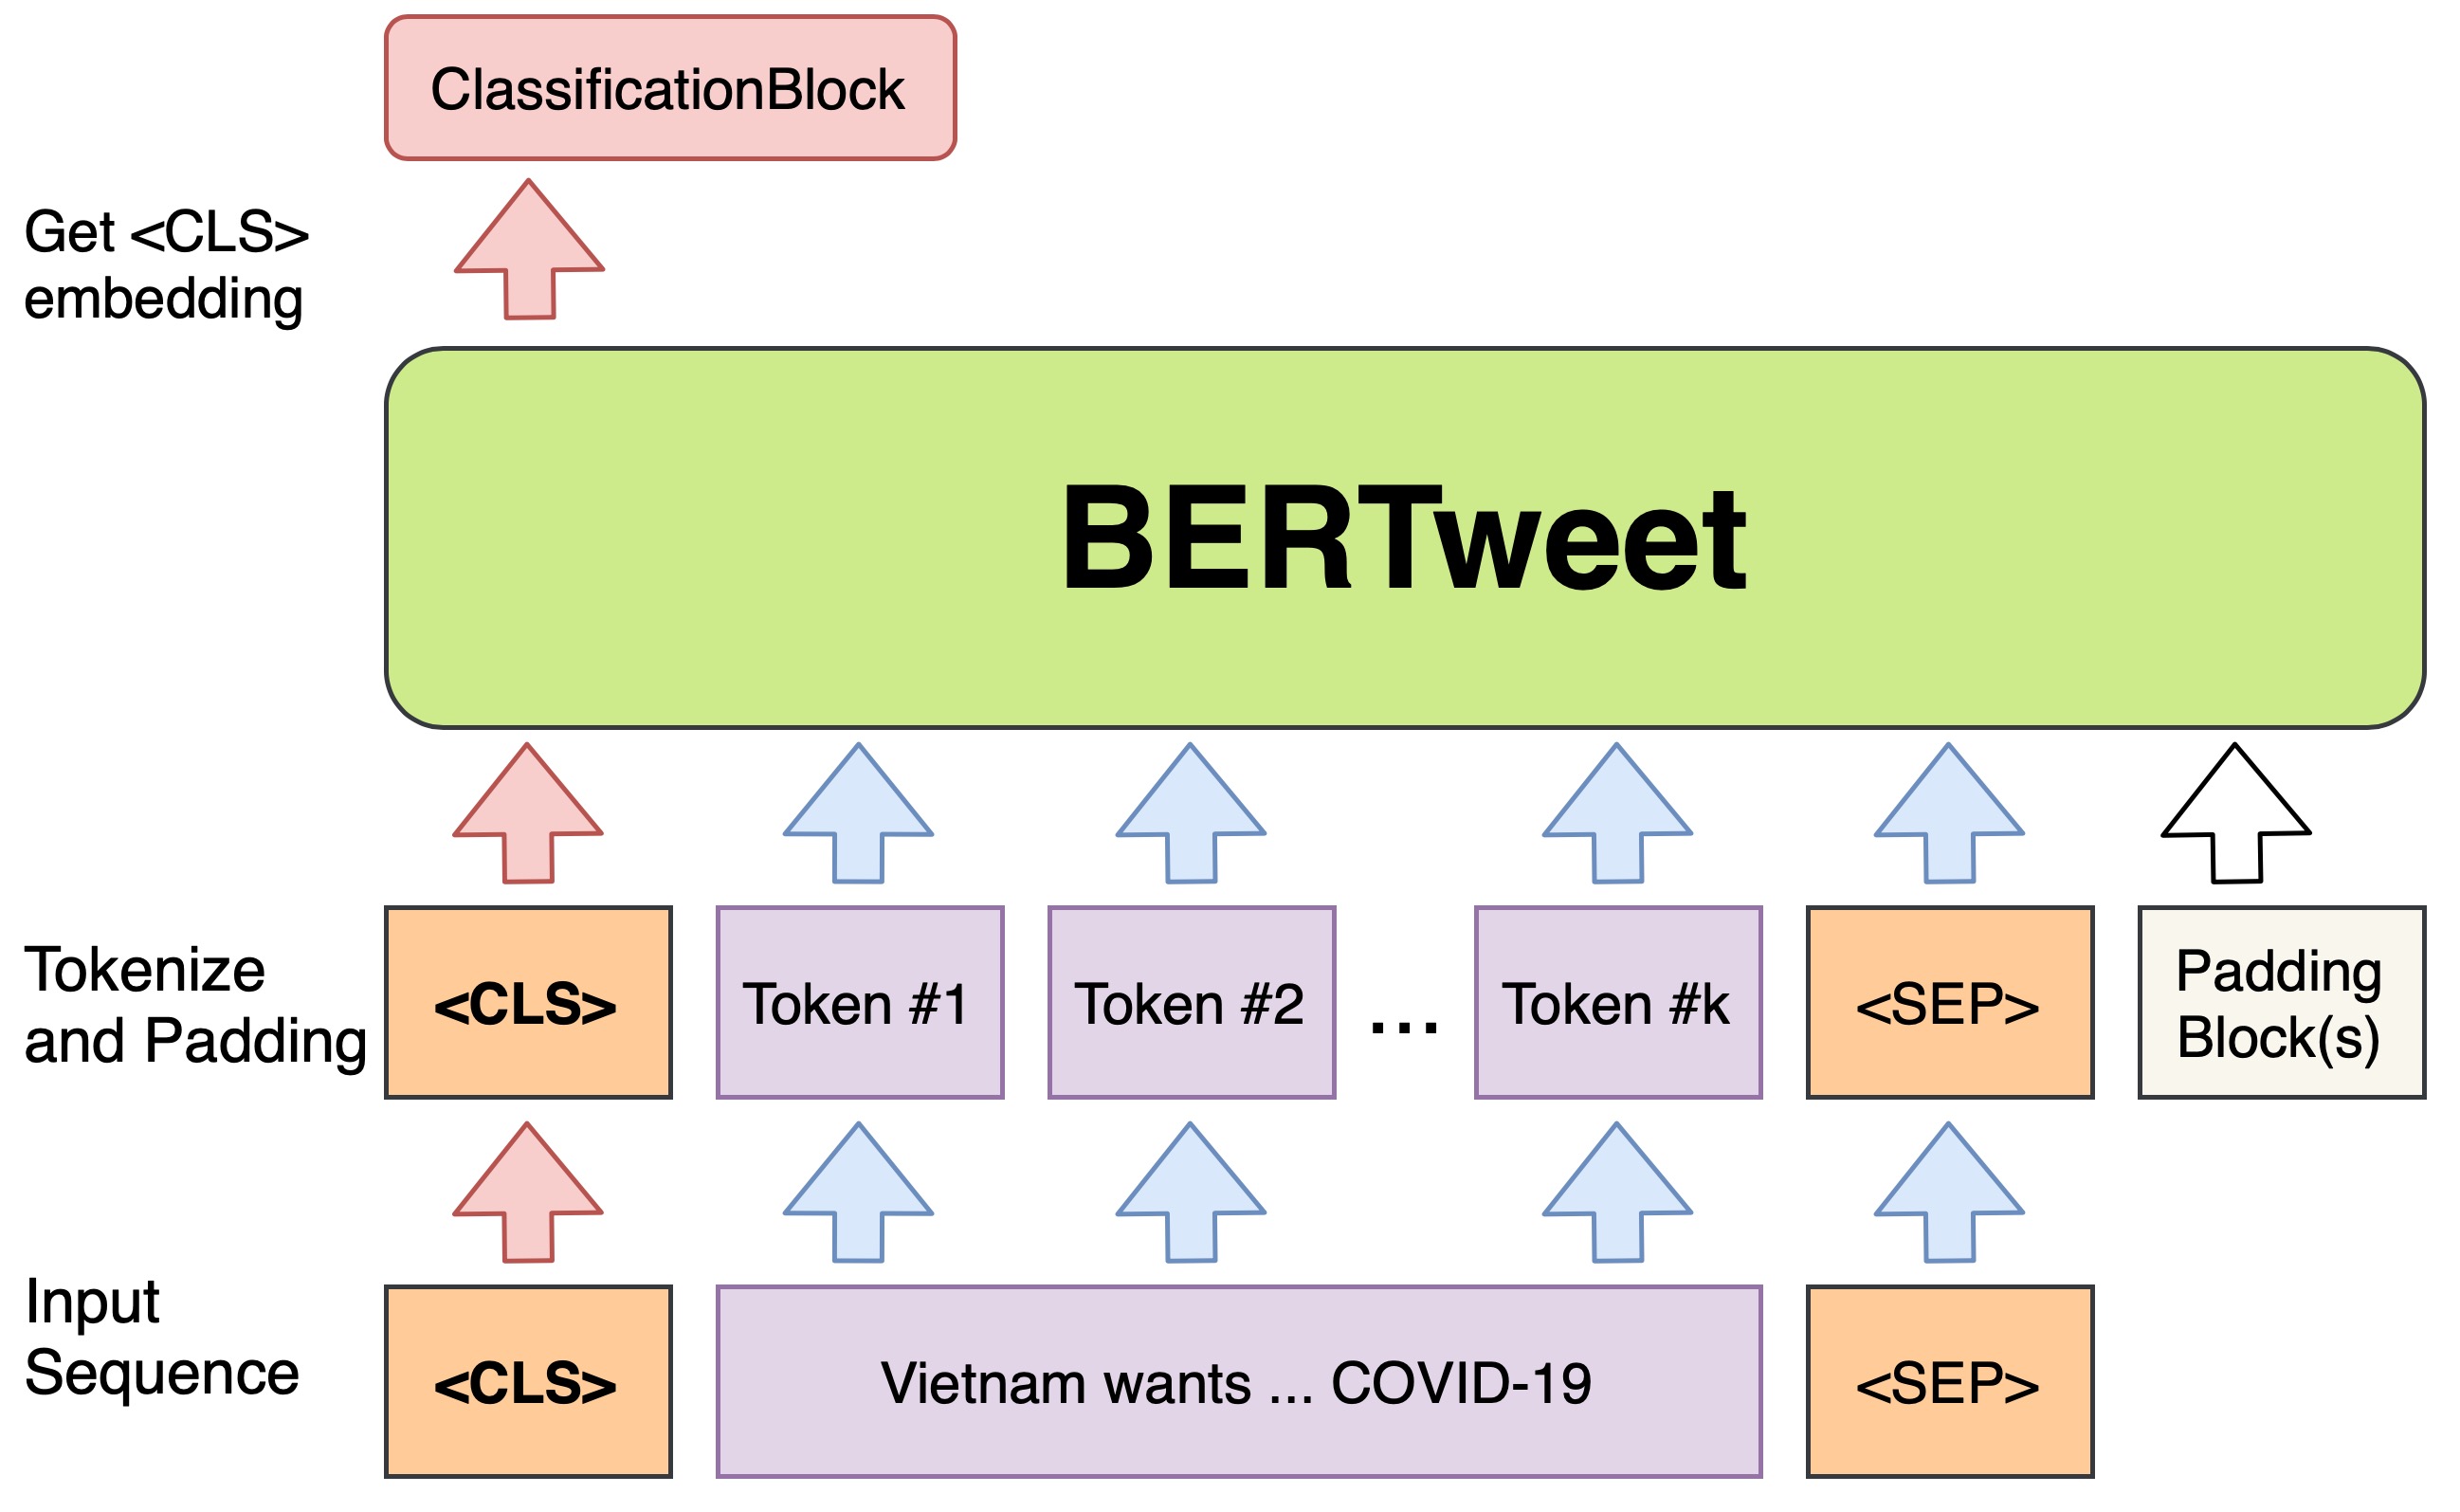 ClassificationBlock
Get <CLS>
embedding
BERTweet
Tokenize
and Padding
<CLS>
Token #1
Token #2
...
Token #k
<SEP>
Padding
Block(s)
Input
Sequence
<CLS>
Vietnam wants ... COVID-19
<SEP>